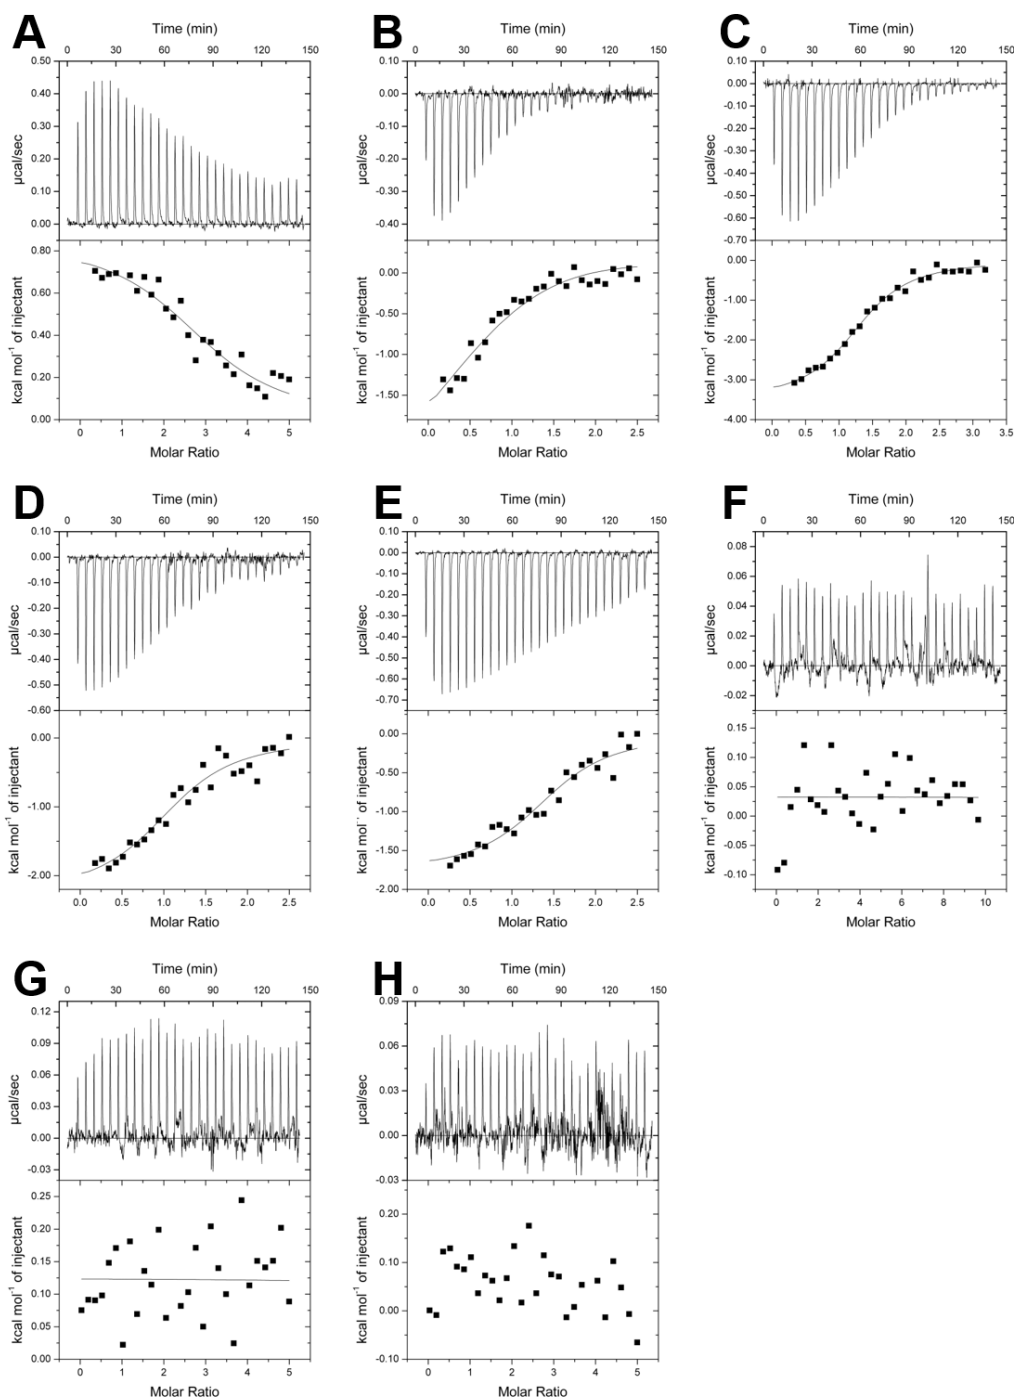 A B C
Time (min) Time (min) Time (min)
0 30 60 90 120 150 0 30 60 90 120 150 0 30 60 90 120 150
0.50 0.40 0.30 0.20 0.10 0.00
µcal/sec
0.80 0.60 0.40 0.20 0.00
kcal mol⁻¹ of injectant
0 1 2 3 4 5
Molar Ratio
0.00 -0.10 -0.20 -0.30 -0.40
µcal/sec
0.00 -0.50 -1.00 -1.50
kcal mol⁻¹ of injectant
0.0 0.5 1.0 1.5 2.0 2.5
Molar Ratio
0.00 -0.10 -0.20 -0.30 -0.40 -0.50 -0.60 -0.70
µcal/sec
0.00 -1.00 -2.00 -3.00 -4.00
kcal mol⁻¹ of injectant
0.0 0.5 1.0 1.5 2.0 2.5 3.0 3.5
Molar Ratio
D E F
Time (min) Time (min) Time (min)
0 30 60 90 120 150 0 30 60 90 120 150 0 30 60 90 120 150
0.10 0.00 -0.10 -0.20 -0.30 -0.40 -0.50 -0.60
µcal/sec
0.00 -1.00 -2.00
kcal mol⁻¹ of injectant
0.0 0.5 1.0 1.5 2.0 2.5
Molar Ratio
0.10 0.00 -0.10 -0.20 -0.30 -0.40 -0.50 -0.60 -0.70
µcal/sec
0.00 -0.50 -1.00 -1.50 -2.00
kcal mol⁻¹ of injectant
0.0 0.5 1.0 1.5 2.0 2.5
Molar Ratio
0.08 0.06 0.04 0.02 0.00 -0.02
µcal/sec
0.15 0.10 0.05 0.00 -0.05 -0.10
kcal mol⁻¹ of injectant
0 2 4 6 8 10
Molar Ratio
G H
Time (min) Time (min)
0 30 60 90 120 150 0 30 60 90 120 150
0.12 0.09 0.06 0.03 0.00 -0.03
µcal/sec
0.25 0.20 0.15 0.10 0.05 0.00
kcal mol⁻¹ of injectant
0 1 2 3 4 5
Molar Ratio
0.09 0.06 0.03 0.00 -0.03
µcal/sec
0.20 0.10 0.00 -0.10
kcal mol⁻¹ of injectant
0 1 2 3 4 5
Molar Ratio